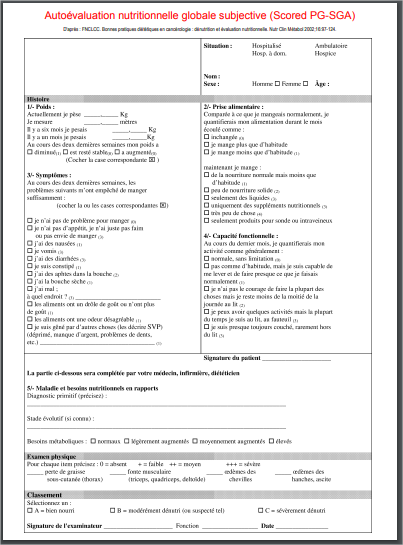 Autoévaluation nutritionnelle globale subjective (Scored PG-SGA)
D'après : FNCLCC. Bonnes pratiques diététiques en cancérologie : dénutrition et évaluation nutritionnelle. Nutr Clin Métabol 2002;16:97-124.
Situation : Hospitalisé Ambulatoire
Hosp. à dom. Hospice
Nom :
Sexe : Homme ☐ Femme ☐ Âge :
Histoire
1/- Poids :
Actuellement je pèse ____,____ Kg
Je mesure ____,____ mètres
Il y a six mois je pesais ____,____ Kg
Il y a un mois je pesais ____,____Kg
Au cours des deux dernières semaines mon poids a
☐ diminué(1) ☐ est resté stable(0) ☐ a augmenté(0)
(Cocher la case correspondante ☒ )
3/- Symptômes :
Au cours des deux dernières semaines, les
problèmes suivants m'ont empêché de manger
suffisamment :
(cocher la ou les cases correspondantes ☒)
☐ je n'ai pas de problème pour manger (0)
☐ je n'ai pas d'appétit, je n'ai juste pas faim
ou pas envie de manger (3)
☐ j'ai des nausées (1)
☐ je vomis (3)
☐ j'ai des diarrhées (3)
☐ je suis constipé (1)
☐ j'ai des aphtes dans la bouche (2)
☐ j'ai la bouche sèche (1)
☐ j'ai mal ;
à quel endroit ? (3) ____________________
☐ les aliments ont un drôle de goût ou n'ont plus
de goût (1)
☐ les aliments ont une odeur désagréable (1)
☐ je suis gêné par d'autres choses (les décrire SVP)
(déprimé, manque d'argent, problèmes de dents,
etc.) ______________________________ (1)
2/- Prise alimentaire :
Comparée à ce que je mangeais normalement, je
quantifierais mon alimentation durant le mois
écoulé comme :
☐ inchangée (0)
☐ je mange plus que d'habitude
☐ je mange moins que d'habitude (1)
maintenant je mange :
☐ de la nourriture normale mais moins que
d'habitude (1)
☐ peu de nourriture solide (2)
☐ seulement des liquides (3)
☐ uniquement des suppléments nutritionnels (3)
☐ très peu de chose (4)
☐ seulement produits pour sonde ou intraveineux
4/- Capacité fonctionnelle :
Au cours du dernier mois, je quantifierais mon
activité comme généralement :
☐ normale, sans limitation (0)
☐ pas comme d'habitude, mais je suis capable de
me lever et de faire presque ce que je faisais
normalement (1)
☐ je n'ai pas le courage de faire la plupart des
choses mais je reste moins de la moitié de la
journée au lit (2)
☐ je peux avoir quelques activités mais la plupart
du temps je suis au lit, au fauteuil (3)
☐ je suis presque toujours couché, rarement hors
du lit (3)
Signature du patient ____________________
La partie ci-dessous sera complétée par votre médecin, infirmière, diététicien
5/- Maladie et besoins nutritionnels en rapports
Diagnostic primitif (précisez) :
Stade évolutif (si connu) :
Besoins métaboliques : ☐ normaux ☐ légèrement augmentés ☐ moyennement augmentés ☐ élevés
Examen physique
Pour chaque item précisez : 0 = absent + = faible ++ = moyen +++ = sévère
_____ perte de graisse _____ fonte musculaire _____ œdèmes des _____ œdèmes des
sous-cutanée (thorax) (triceps, quadriceps, deltoïde) chevilles hanches, ascite
Classement
Sélectionnez un :
☐ A = bien nourri ☐ B = modérément dénutri (ou suspecté tel) ☐ C = sévèrement dénutri
Signature de l'examinateur ____________ Fonction ____________ Date ____________